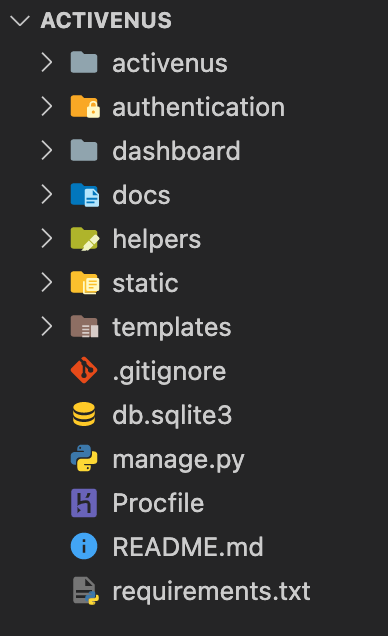 ACTIVENUS
activenus
authentication
dashboard
docs
helpers
static
templates
.gitignore
db.sqlite3
manage.py
Procfile
README.md
requirements.txt